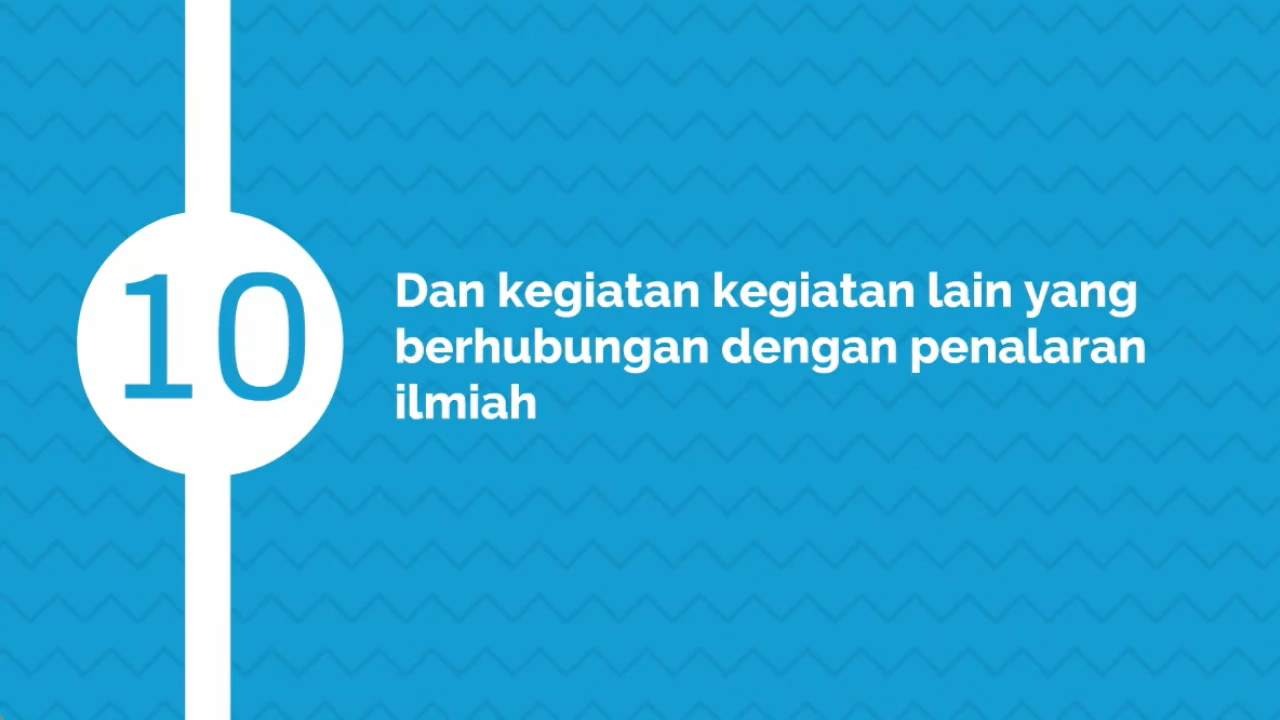 10
Dan kegiatan kegiatan lain yang
berhubungan dengan penalaran
ilmiah